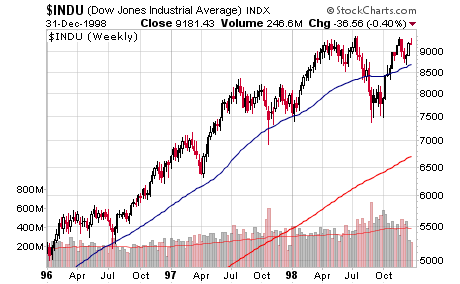 $INDU (Dow Jones Industrial Average) INDX
© StockCharts.com
31-Dec-1998 Close 9181.43 Volume 246.6M Chg -36.56 (-0.40%)
$INDU (Weekly)
9000
8500
8000
7500
7000
6500
6000
5500
5000
800M
600M
400M
200M
96 Apr Jul Oct 97 Apr Jul Oct 98 Apr Jul Oct